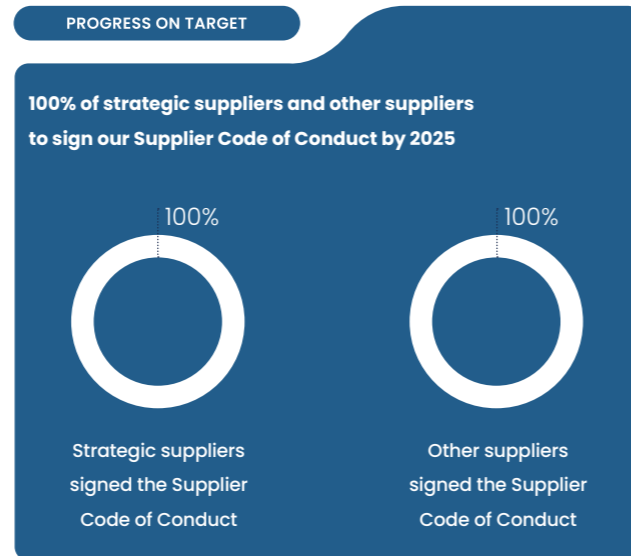 PROGRESS ON TARGET
100% of strategic suppliers and other suppliers
to sign our Supplier Code of Conduct by 2025
100%
Strategic suppliers
signed the Supplier
Code of Conduct
100%
Other suppliers
signed the Supplier
Code of Conduct